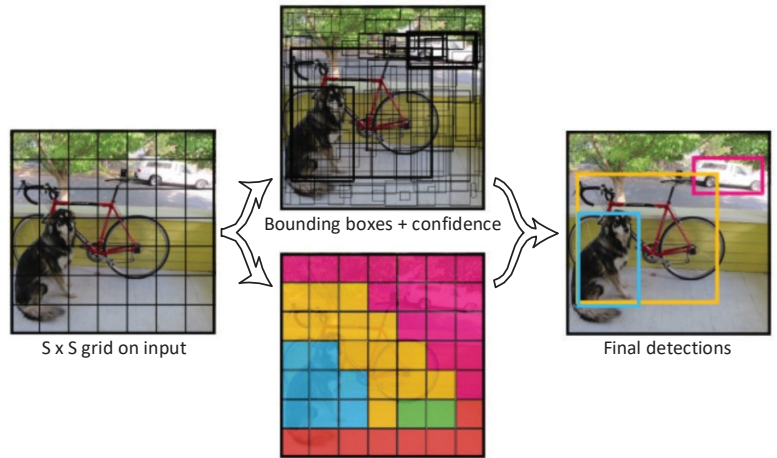 Bounding boxes + confidence
S x S grid on input
Final detections